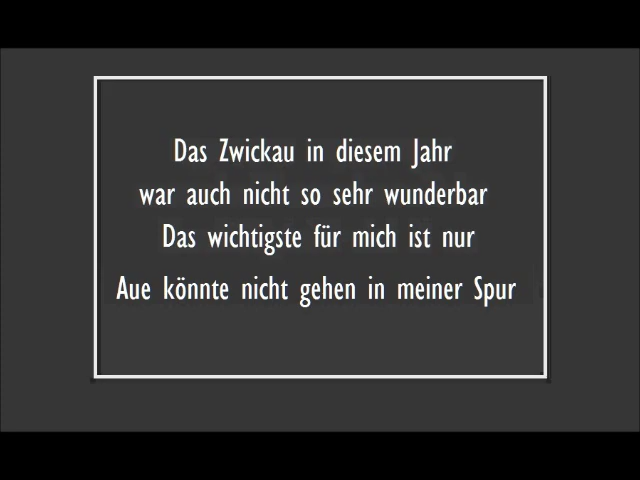 Das Zwickau in diesem Jahr
war auch nicht so sehr wunderbar
Das wichtigste für mich ist nur
Aue könnte nicht gehen in meiner Spur